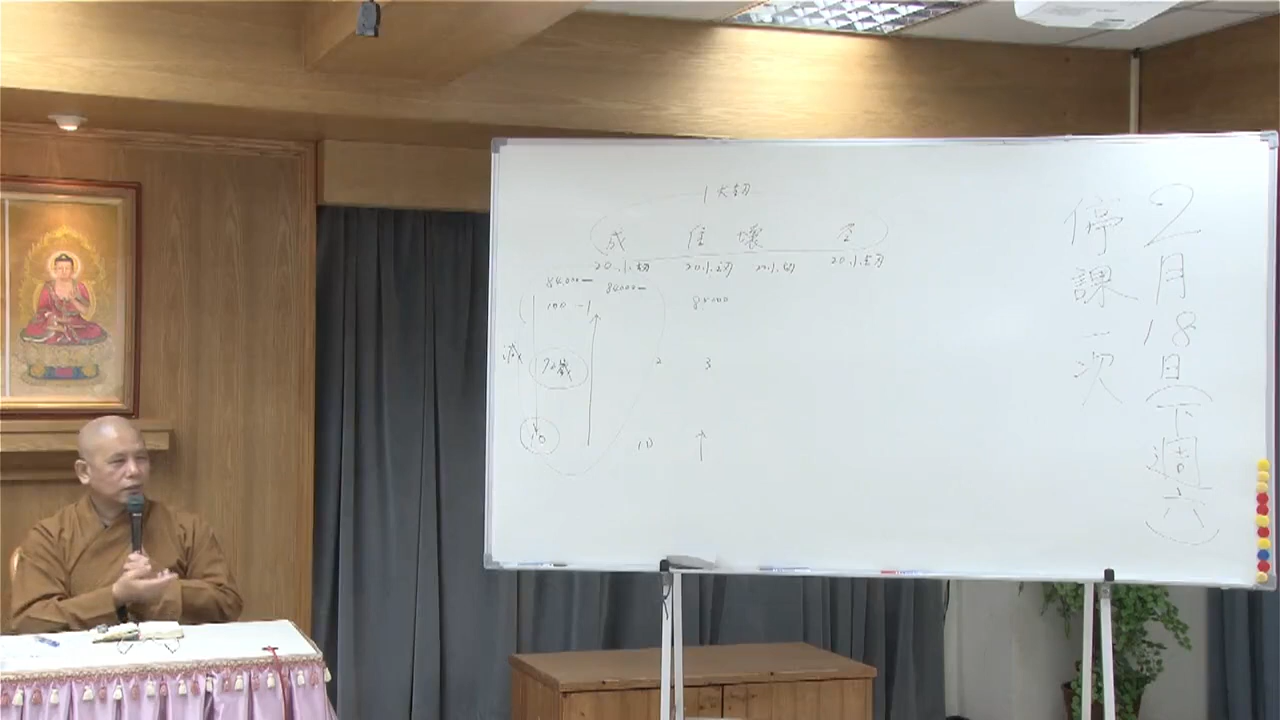 1大劫
成 住 壞 空
20小劫 20小劫 20小劫 20小劫
84000 84000 84000
100 - 1
減 72歲 2 3
10 (1)
2月18日(下週六)
停課一次